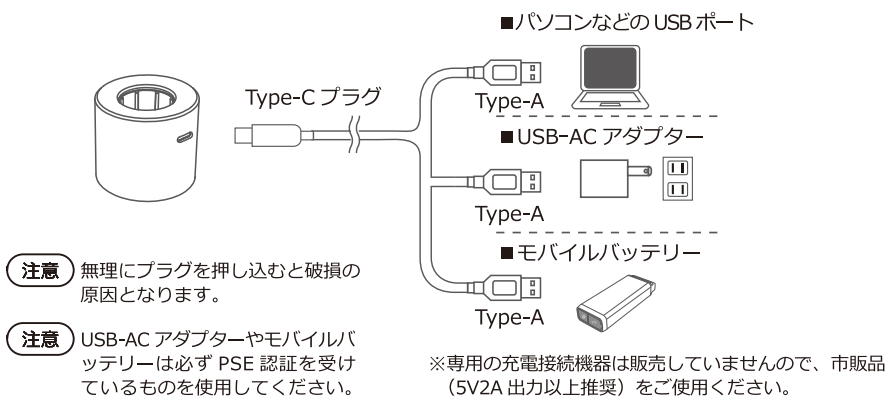 ■パソコンなどの USB ポート
Type-C プラグ
Type-A
■USB-AC アダプター
Type-A
■モバイルバッテリー
Type-A
注意 無理にプラグを押し込むと破損の
原因となります。
注意 USB-AC アダプターやモバイルバ
ッテリーは必ず PSE 認証を受け
ているものを使用してください。
※専用の充電接続機器は販売していませんので、市販品
（5V2A 出力以上推奨）をご使用ください。